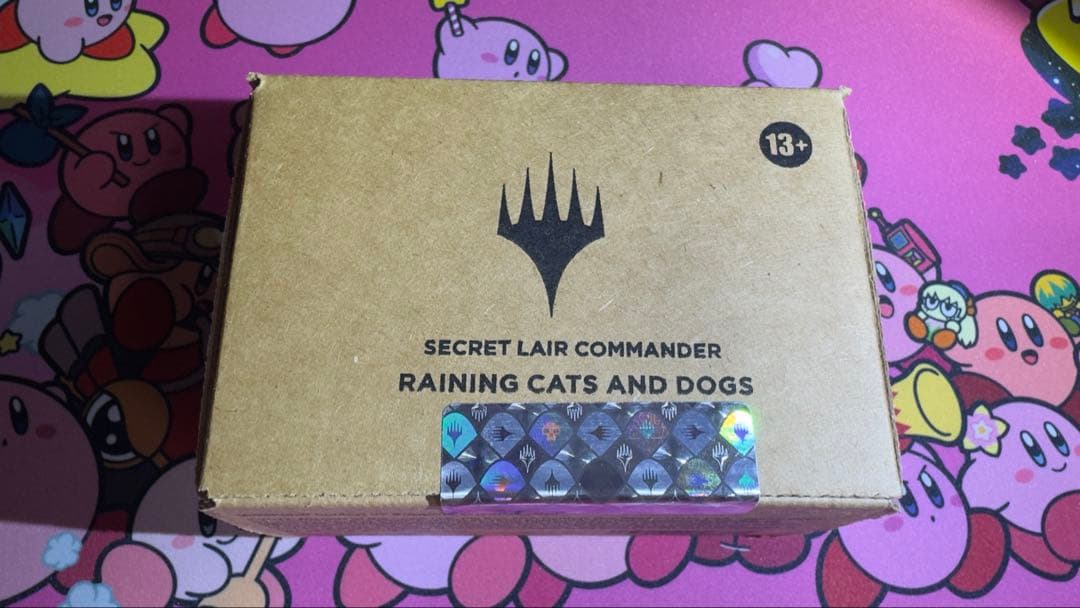 13+
SECRET LAIR COMMANDER
RAINING CATS AND DOGS